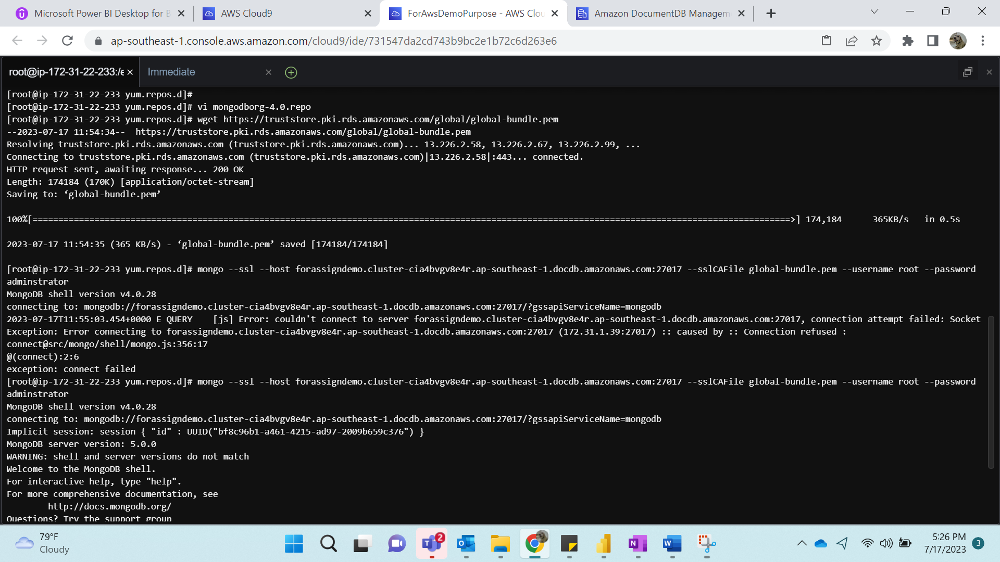 Microsoft Power BI Desktop for B
AWS Cloud9
ForAwsDemoPurpose - AWS Clou
Amazon DocumentDB Managem
ap-southeast-1.console.aws.amazon.com/cloud9/ide/731547da2cd743b9bc2e1b72c6d263e6
root@ip-172-31-22-233:/e
Immediate
[root@ip-172-31-22-233 yum.repos.d]#
[root@ip-172-31-22-233 yum.repos.d]# vi mongodborg-4.0.repo
[root@ip-172-31-22-233 yum.repos.d]# wget https://truststore.pki.rds.amazonaws.com/global/global-bundle.pem
--2023-07-17 11:54:34--  https://truststore.pki.rds.amazonaws.com/global/global-bundle.pem
Resolving truststore.pki.rds.amazonaws.com (truststore.pki.rds.amazonaws.com)... 13.226.2.58, 13.226.2.67, 13.226.2.99, ...
Connecting to truststore.pki.rds.amazonaws.com (truststore.pki.rds.amazonaws.com)|13.226.2.58|:443... connected.
HTTP request sent, awaiting response... 200 OK
Length: 174184 (170K) [application/octet-stream]
Saving to: ‘global-bundle.pem’
100%[===================================================================================================================================================>] 174,184      365KB/s   in 0.5s
2023-07-17 11:54:35 (365 KB/s) - ‘global-bundle.pem’ saved [174184/174184]
[root@ip-172-31-22-233 yum.repos.d]# mongo --ssl --host forassigndemo.cluster-cia4bvgv8e4r.ap-southeast-1.docdb.amazonaws.com:27017 --sslCAFile global-bundle.pem --username root --password
adminstrator
MongoDB shell version v4.0.28
connecting to: mongodb://forassigndemo.cluster-cia4bvgv8e4r.ap-southeast-1.docdb.amazonaws.com:27017/?gssapiServiceName=mongodb
2023-07-17T11:55:03.454+0000 E QUERY    [js] Error: couldn't connect to server forassigndemo.cluster-cia4bvgv8e4r.ap-southeast-1.docdb.amazonaws.com:27017, connection attempt failed: Socket
Exception: Error connecting to forassigndemo.cluster-cia4bvgv8e4r.ap-southeast-1.docdb.amazonaws.com:27017 (172.31.1.39:27017) :: caused by :: Connection refused :
connect@src/mongo/shell/mongo.js:356:17
@(connect):2:6
exception: connect failed
[root@ip-172-31-22-233 yum.repos.d]# mongo --ssl --host forassigndemo.cluster-cia4bvgv8e4r.ap-southeast-1.docdb.amazonaws.com:27017 --sslCAFile global-bundle.pem --username root --password
adminstrator
MongoDB shell version v4.0.28
connecting to: mongodb://forassigndemo.cluster-cia4bvgv8e4r.ap-southeast-1.docdb.amazonaws.com:27017/?gssapiServiceName=mongodb
Implicit session: session { "id" : UUID("bf8c96b1-a461-4215-ad97-2009b659c376") }
MongoDB server version: 5.0.0
WARNING: shell and server versions do not match
Welcome to the MongoDB shell.
For interactive help, type "help".
For more comprehensive documentation, see
        http://docs.mongodb.org/
Questions? Try the support group
79°F
Cloudy
2
5:26 PM
7/17/2023
3